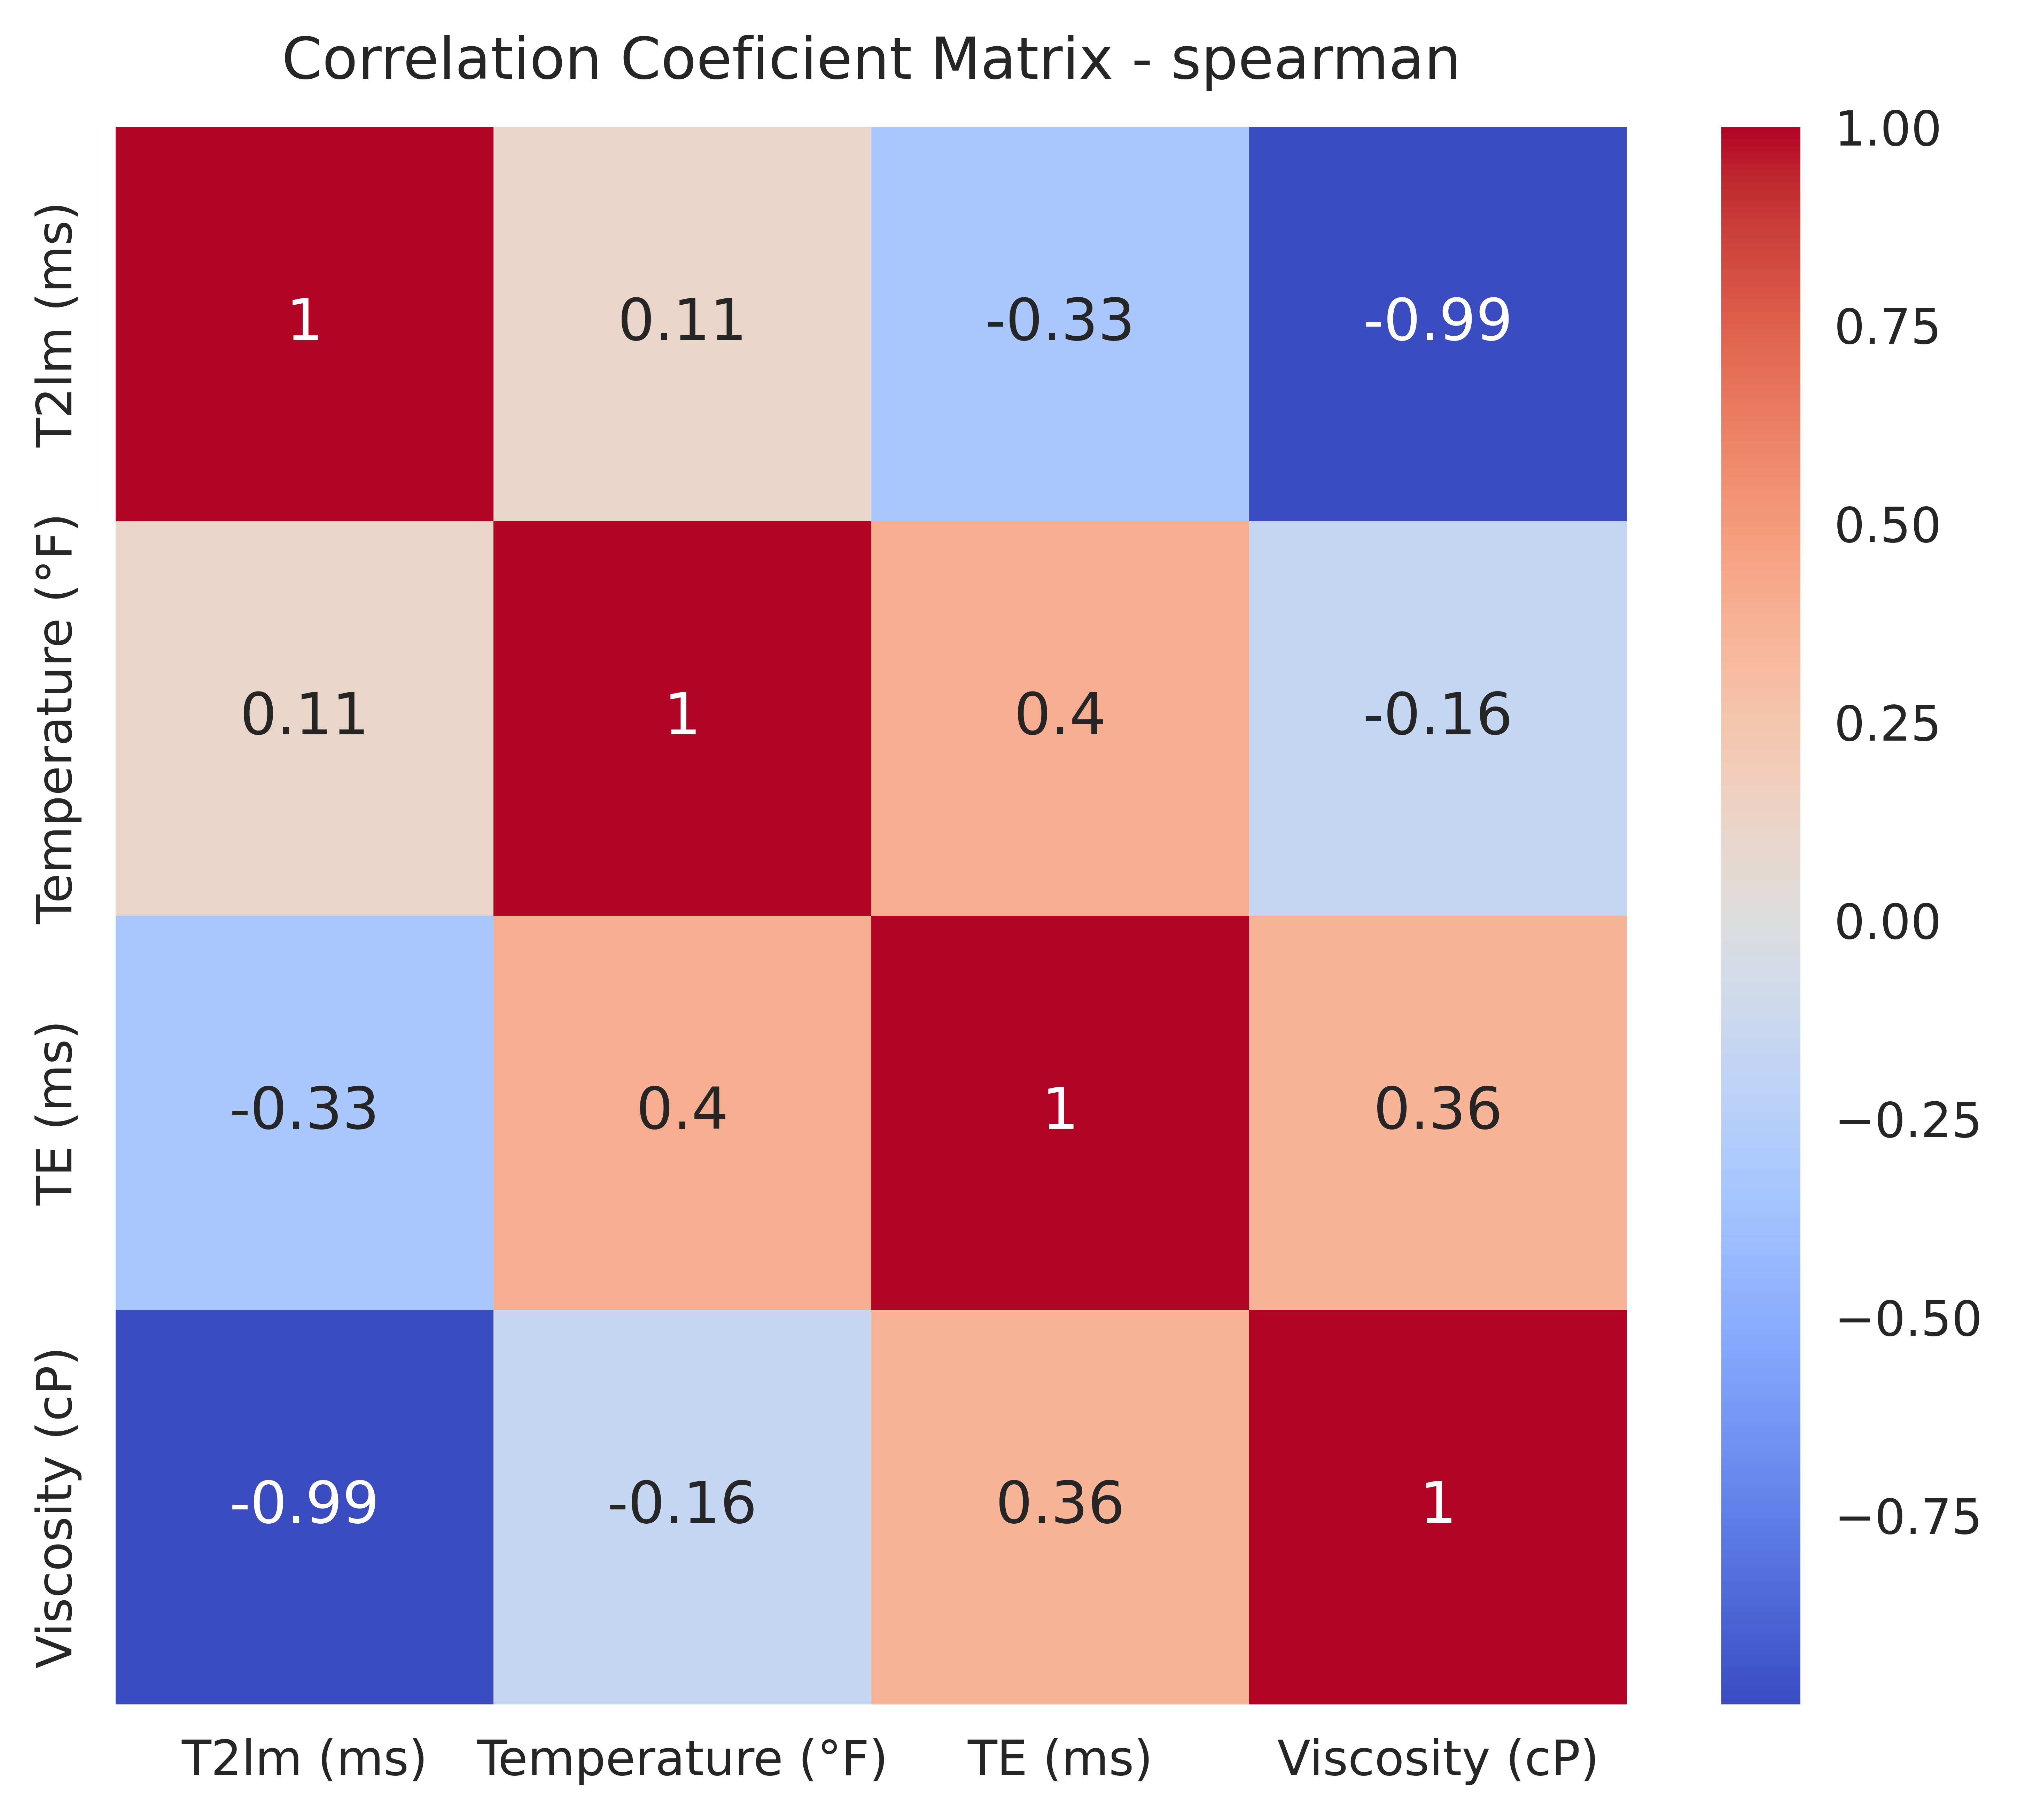 Correlation Coeficient Matrix - spearman
T2lm (ms)
1
0.11
-0.33
-0.99
Temperature (°F)
0.11
1
0.4
-0.16
TE (ms)
-0.33
0.4
1
0.36
Viscosity (cP)
-0.99
-0.16
0.36
1
T2lm (ms)
Temperature (°F)
TE (ms)
Viscosity (cP)
1.00
0.75
0.50
0.25
0.00
−0.25
−0.50
−0.75